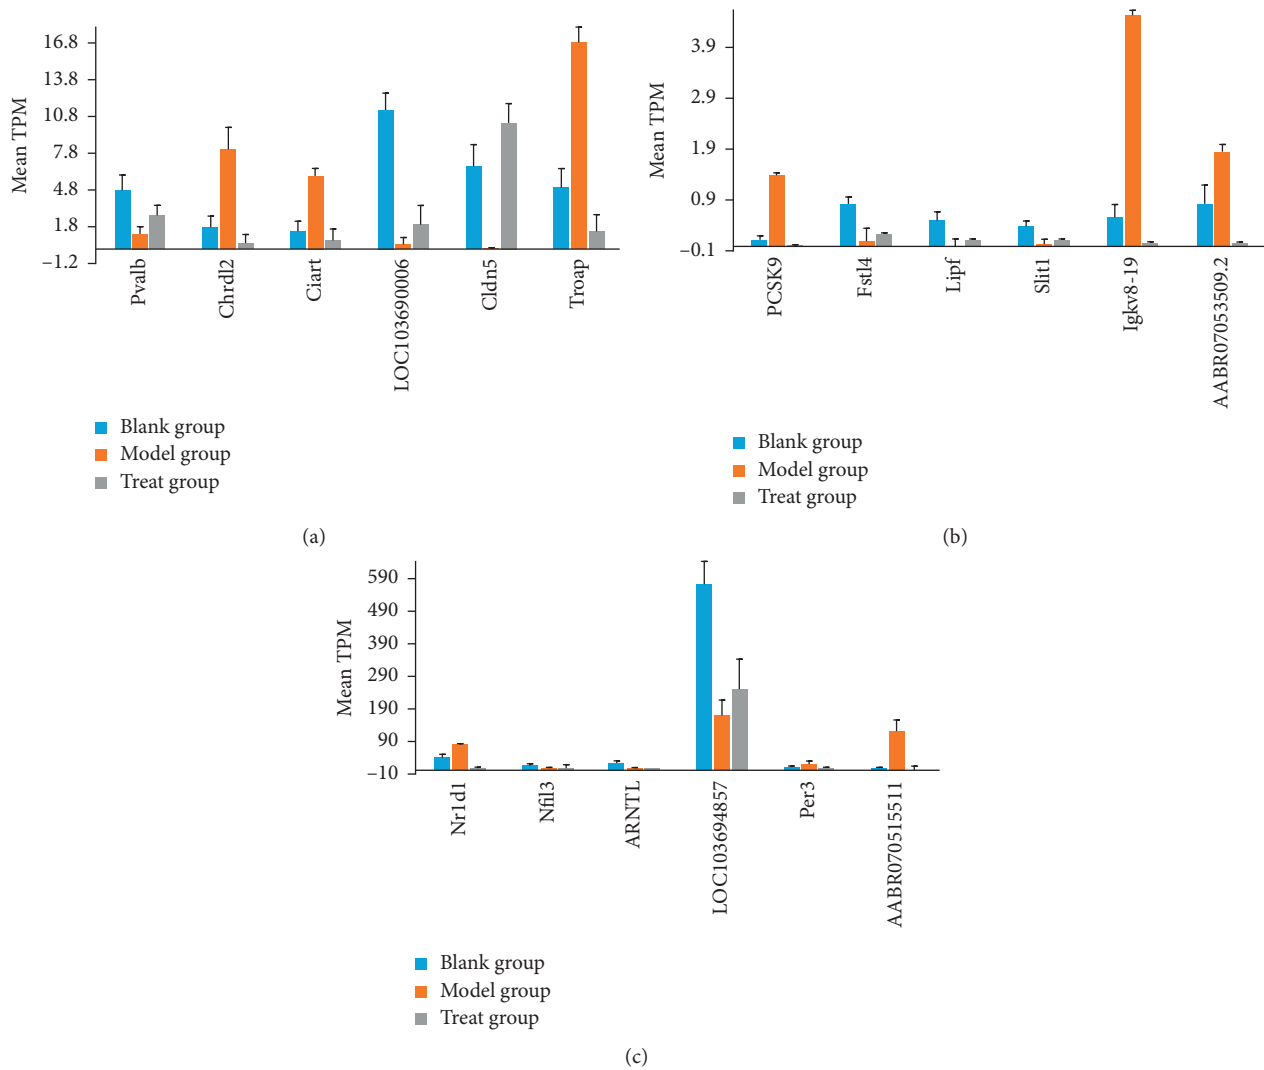 Mean TPM
16.8
13.8
10.8
7.8
4.8
1.8
−1.2
Pvalb
Chrdl2
Ciart
LOC103690006
Cldn5
Troap
Blank group
Model group
Treat group
(a)
Mean TPM
3.9
2.9
1.9
0.9
−0.1
PCSK9
Fstl4
Lipf
Slit1
Igkv8-19
AABR07053509.2
Blank group
Model group
Treat group
(b)
Mean TPM
590
490
390
290
190
90
−10
Nr1d1
Nfil3
ARNTL
LOC103694857
Per3
AABR070515511
Blank group
Model group
Treat group
(c)